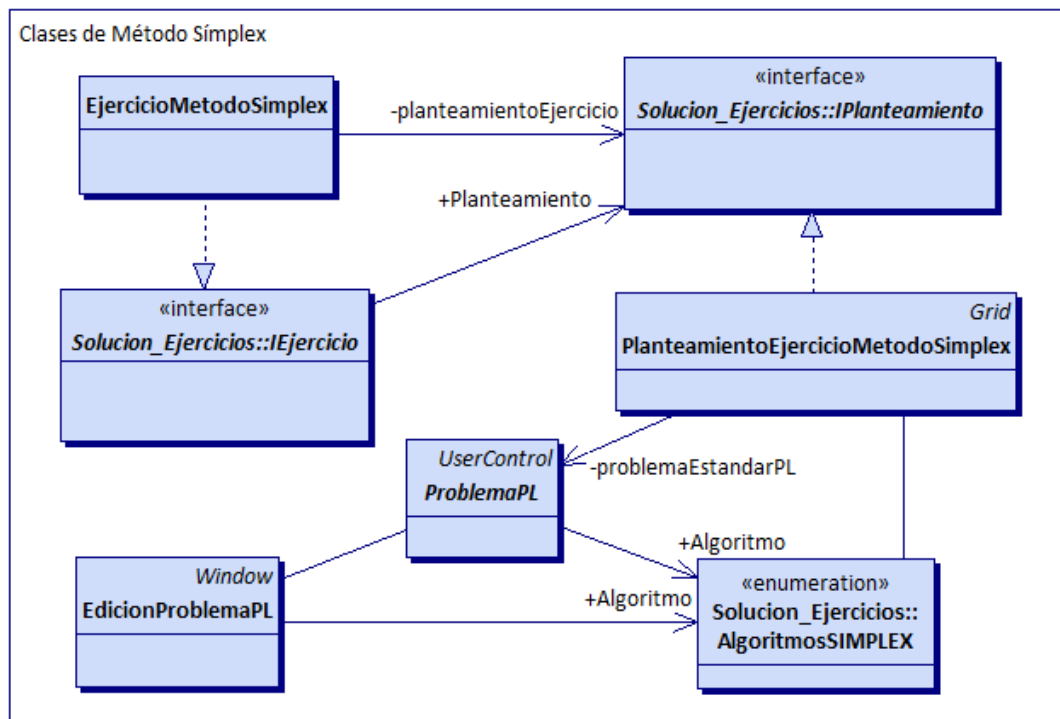 Clases de Método Símplex
EjercicioMetodoSimplex
-planteamientoEjercicio
«interface»
Solucion_Ejercicios::IPlanteamiento
+Planteamiento
«interface»
Solucion_Ejercicios::IEjercicio
Grid
PlanteamientoEjercicioMetodoSimplex
UserControl
ProblemaPL
-problemaEstandarPL
+Algoritmo
Window
EdicionProblemaPL
+Algoritmo
«enumeration»
Solucion_Ejercicios::
AlgoritmosSIMPLEX